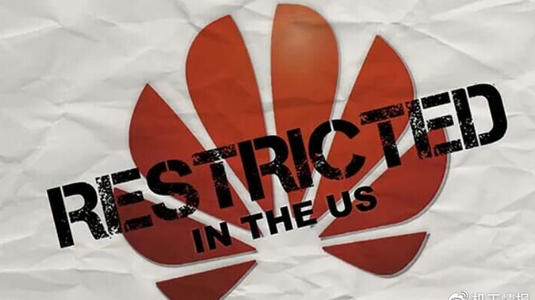 RESTRICTED
IN THE US